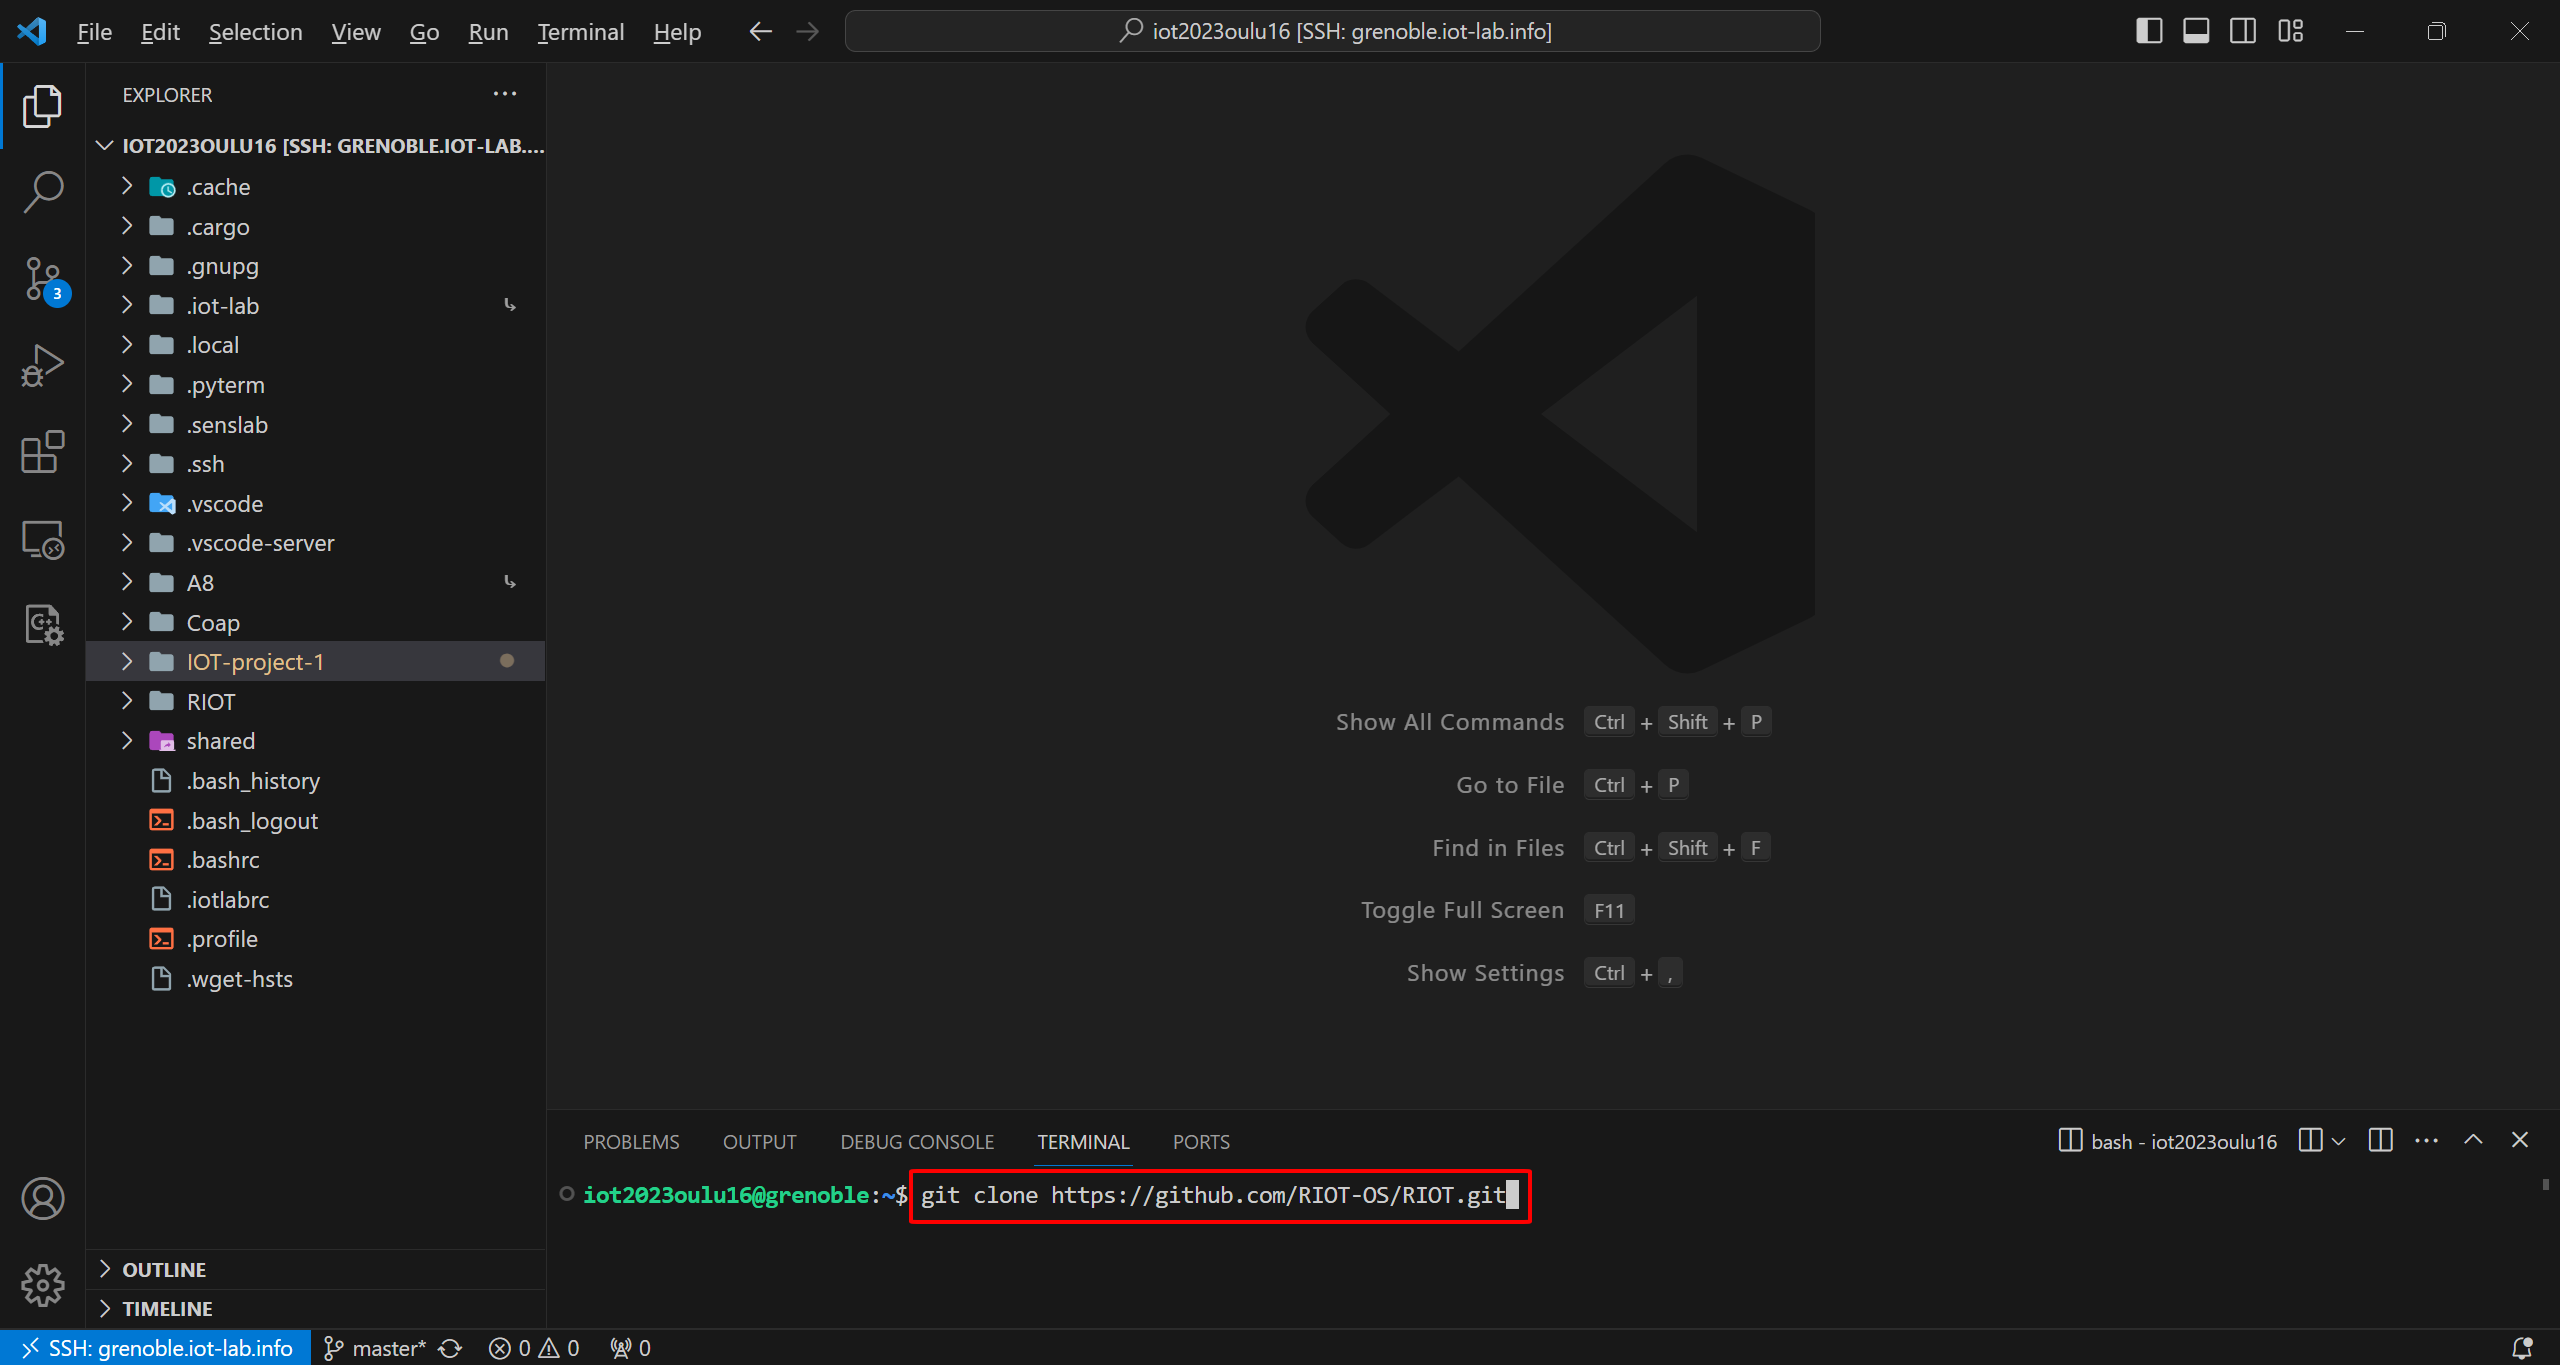 File Edit Selection View Go Run Terminal Help
iot2023oulu16 [SSH: grenoble.iot-lab.info]
EXPLORER
IOT2023OULU16 [SSH: GRENOBLE.IOT-LAB....
.cache
.cargo
.gnupg
.iot-lab
.local
.pyterm
.senslab
.ssh
.vscode
.vscode-server
A8
Coap
IOT-project-1
RIOT
shared
.bash_history
.bash_logout
.bashrc
.iotlabrc
.profile
.wget-hsts
OUTLINE
TIMELINE
3
Show All Commands Ctrl + Shift + P
Go to File Ctrl + P
Find in Files Ctrl + Shift + F
Toggle Full Screen F11
Show Settings Ctrl + ,
PROBLEMS OUTPUT DEBUG CONSOLE TERMINAL PORTS
bash - iot2023oulu16
iot2023oulu16@grenoble:~$ git clone https://github.com/RIOT-OS/RIOT.git
SSH: grenoble.iot-lab.info master* 0 0 0